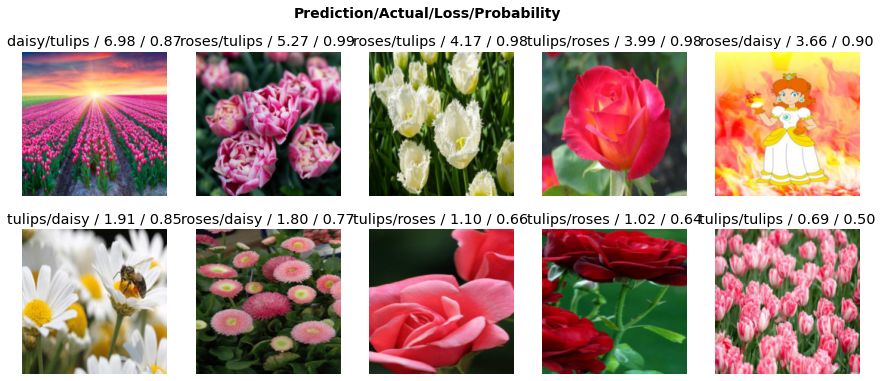 Prediction/Actual/Loss/Probability
daisy/tulips / 6.98 / 0.87
roses/tulips / 5.27 / 0.99
roses/tulips / 4.17 / 0.98
tulips/roses / 3.99 / 0.98
roses/daisy / 3.66 / 0.90
tulips/daisy / 1.91 / 0.85
roses/daisy / 1.80 / 0.77
tulips/roses / 1.10 / 0.66
tulips/roses / 1.02 / 0.64
tulips/tulips / 0.69 / 0.50